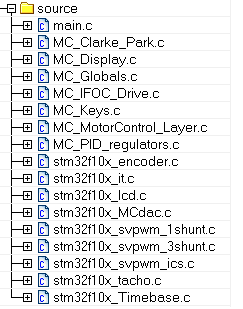 source
main.c
MC_Clarke_Park.c
MC_Display.c
MC_Globals.c
MC_IFOC_Drive.c
MC_Keys.c
MC_MotorControl_Layer.c
MC_PID_regulators.c
stm32f10x_encoder.c
stm32f10x_it.c
stm32f10x_lcd.c
stm32f10x_MCdac.c
stm32f10x_svpwm_1shunt.c
stm32f10x_svpwm_3shunt.c
stm32f10x_svpwm_ics.c
stm32f10x_tacho.c
stm32f10x_Timebase.c